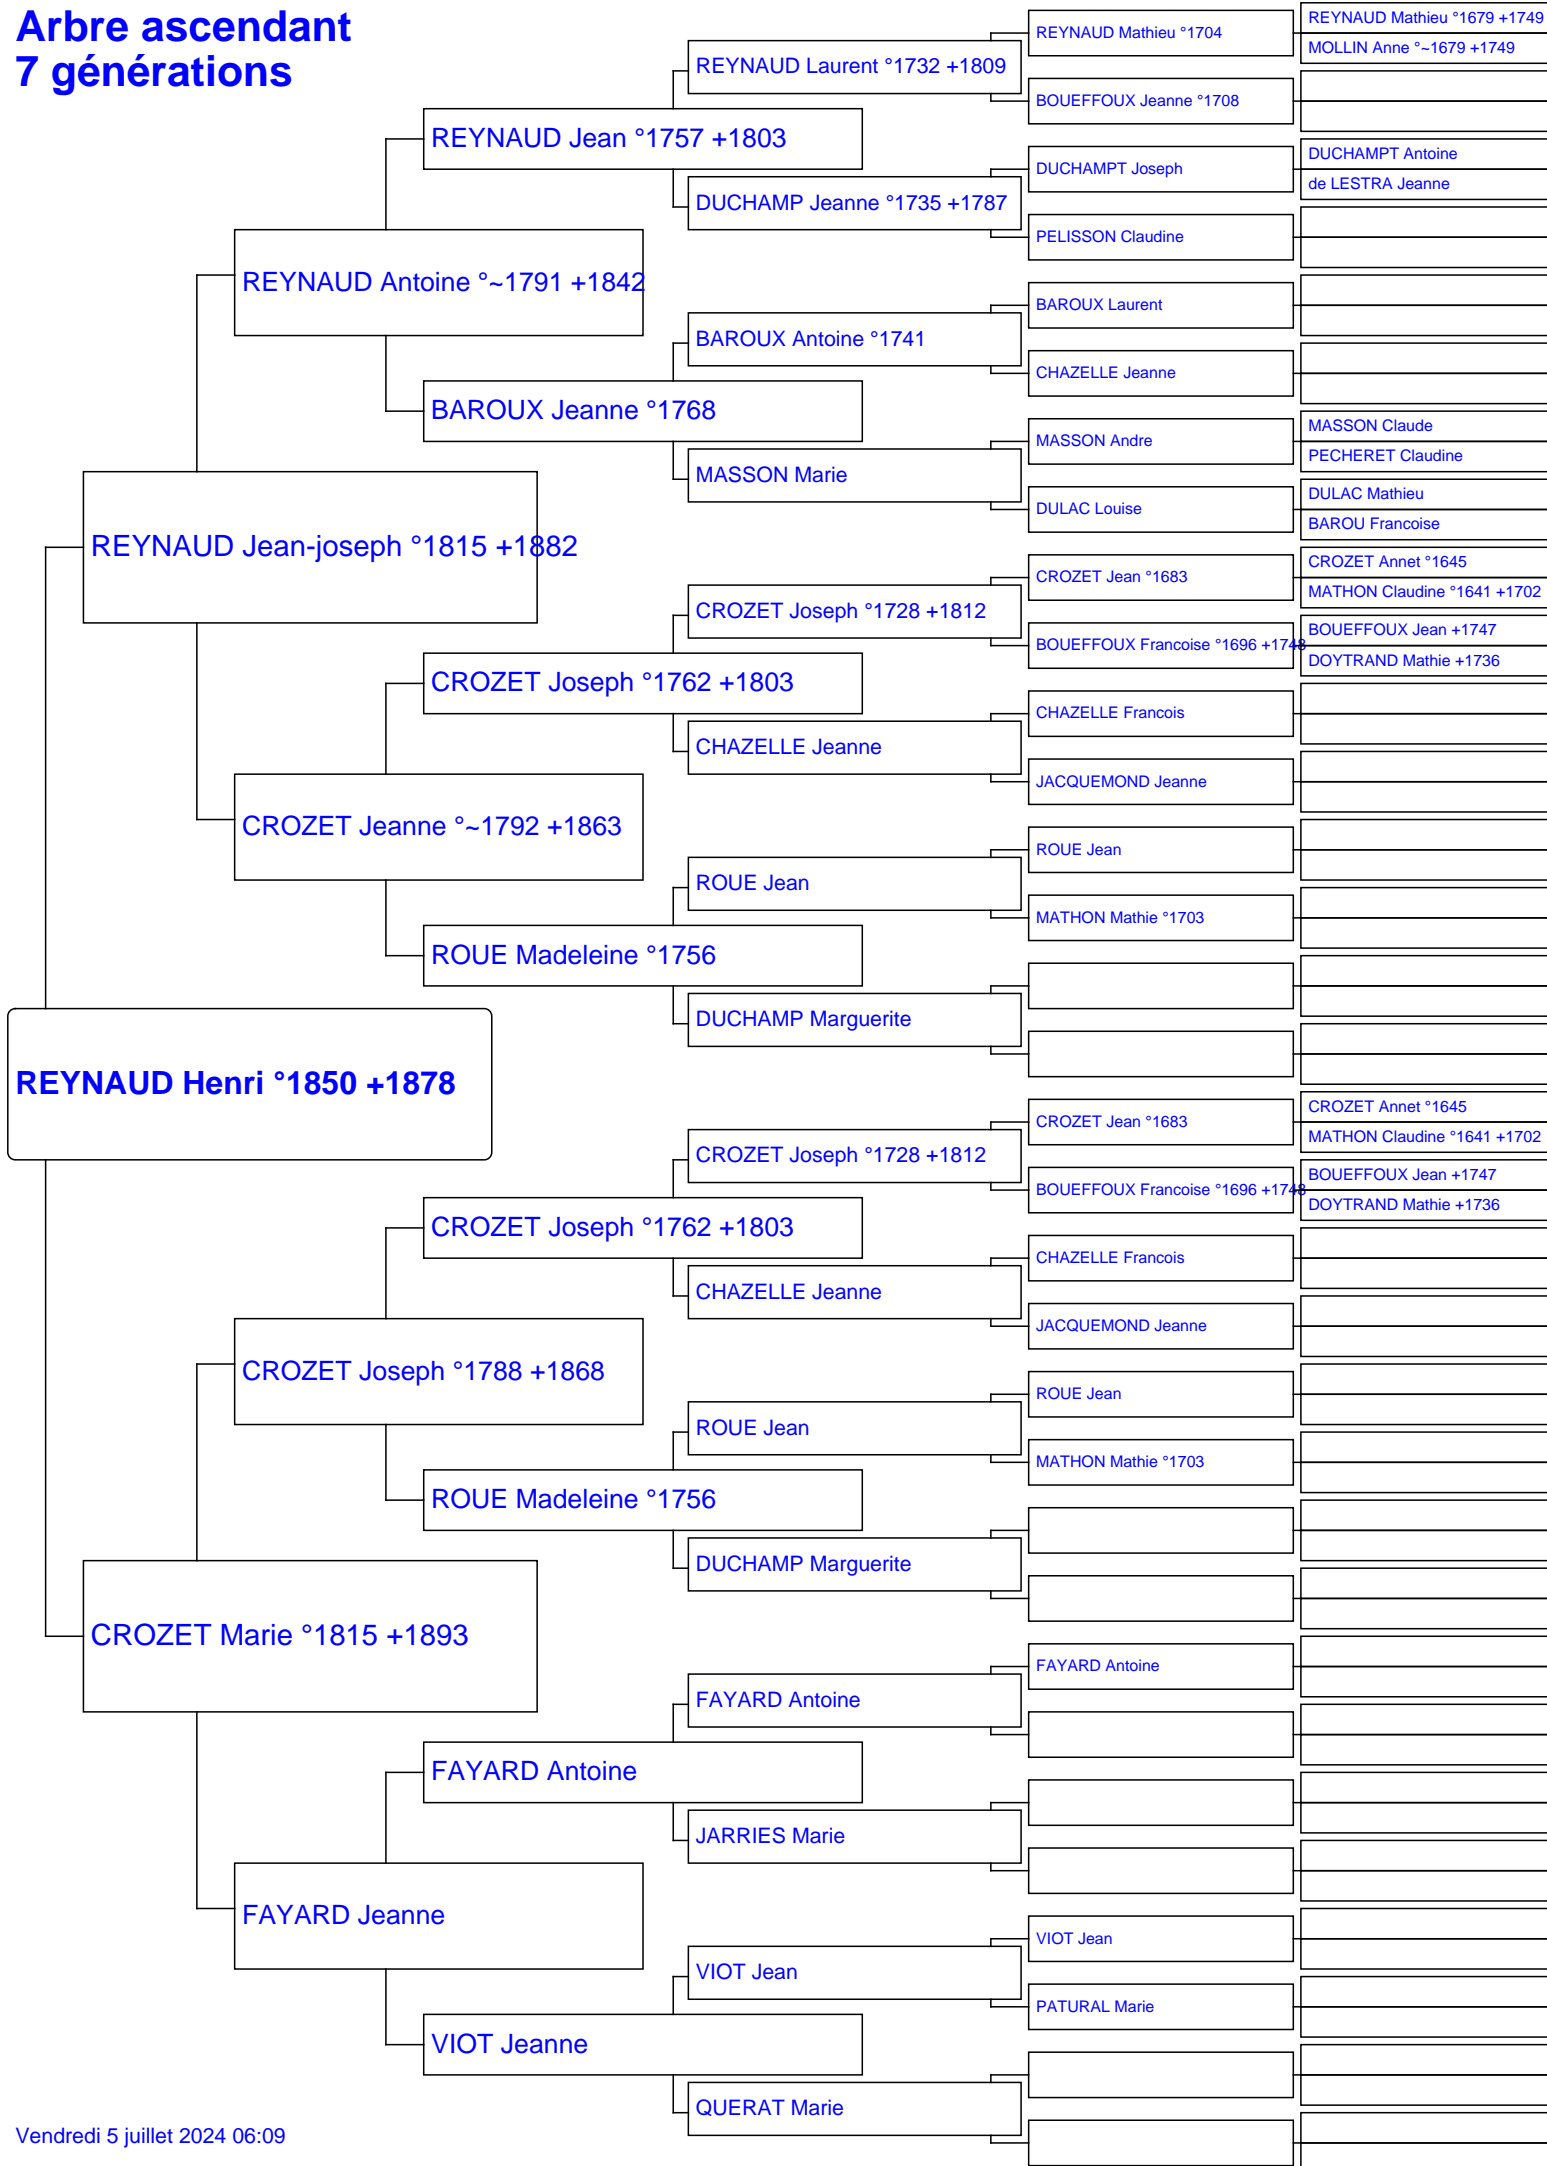 Arbre ascendant
7 générations
REYNAUD Henri °1850 +1878
REYNAUD Jean-joseph °1815 +1882
CROZET Marie °1815 +1893
REYNAUD Antoine °~1791 +1842
CROZET Jeanne °~1792 +1863
CROZET Joseph °1788 +1868
FAYARD Jeanne
REYNAUD Jean °1757 +1803
BAROUX Jeanne °1768
CROZET Joseph °1762 +1803
ROUE Madeleine °1756
CROZET Joseph °1762 +1803
ROUE Madeleine °1756
FAYARD Antoine
VIOT Jeanne
REYNAUD Laurent °1732 +1809
DUCHAMP Jeanne °1735 +1787
BAROUX Antoine °1741
MASSON Marie
CROZET Joseph °1728 +1812
CHAZELLE Jeanne
ROUE Jean
DUCHAMP Marguerite
CROZET Joseph °1728 +1812
CHAZELLE Jeanne
ROUE Jean
DUCHAMP Marguerite
FAYARD Antoine
JARRIES Marie
VIOT Jean
QUERAT Marie
REYNAUD Mathieu °1704
BOUEFFOUX Jeanne °1708
DUCHAMPT Joseph
PELISSON Claudine
BAROUX Laurent
CHAZELLE Jeanne
MASSON Andre
DULAC Louise
CROZET Jean °1683
BOUEFFOUX Francoise °1696 +1748
CHAZELLE Francois
JACQUEMOND Jeanne
ROUE Jean
MATHON Mathie °1703
CROZET Jean °1683
BOUEFFOUX Francoise °1696 +1748
CHAZELLE Francois
JACQUEMOND Jeanne
ROUE Jean
MATHON Mathie °1703
FAYARD Antoine
VIOT Jean
PATURAL Marie
REYNAUD Mathieu °1679 +1749
MOLLIN Anne °~1679 +1749
DUCHAMPT Antoine
de LESTRA Jeanne
MASSON Claude
PECHERET Claudine
DULAC Mathieu
BAROU Francoise
CROZET Annet °1645
MATHON Claudine °1641 +1702
BOUEFFOUX Jean +1747
DOYTRAND Mathie +1736
CROZET Annet °1645
MATHON Claudine °1641 +1702
BOUEFFOUX Jean +1747
DOYTRAND Mathie +1736
Vendredi 5 juillet 2024 06:09